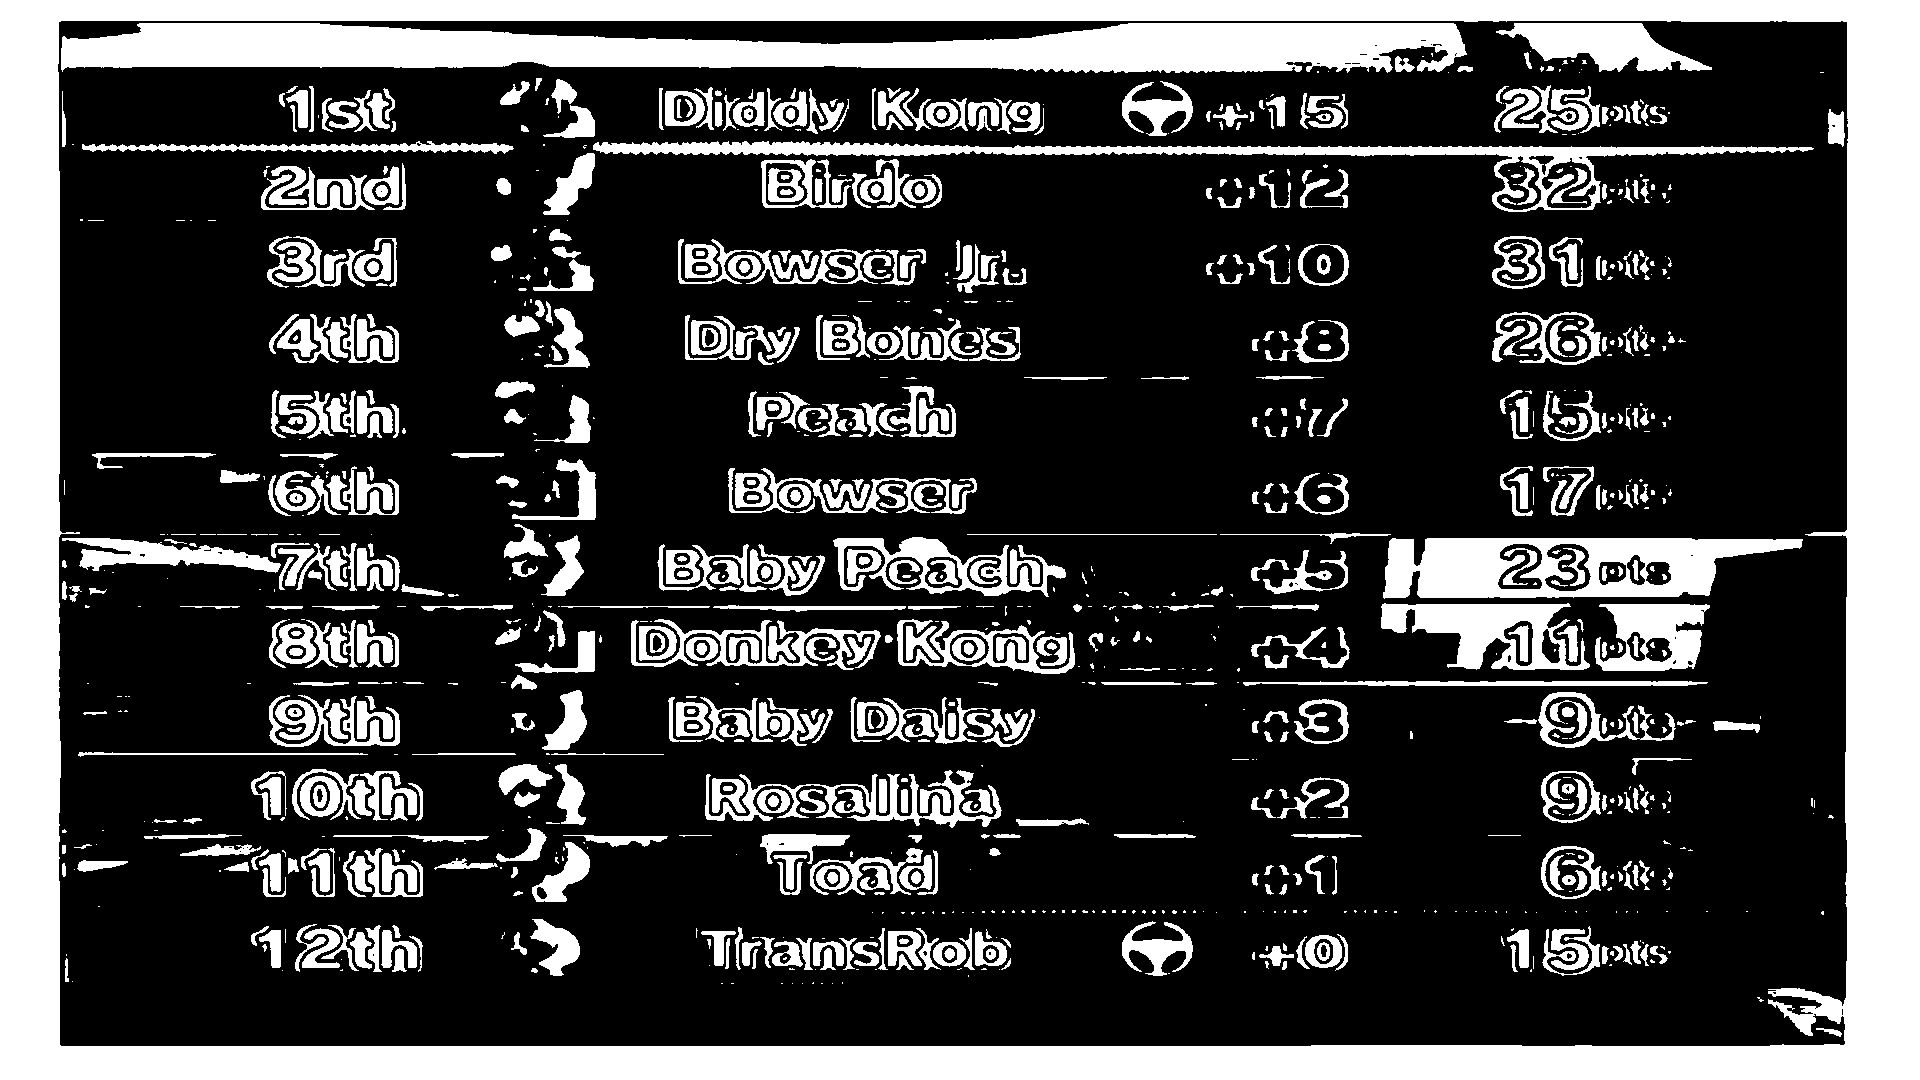 1st Diddy Kong +15 25pts
2nd Birdo +12 32pts
3rd Bowser Jr. +10 31pts
4th Dry Bones +8 26pts
5th Peach +7 15pts
6th Bowser +6 17pts
7th Baby Peach +5 23pts
8th Donkey Kong +4 11pts
9th Baby Daisy +3 9pts
10th Rosalina +2 9pts
11th Toad +1 6pts
12th TransRob +0 15pts